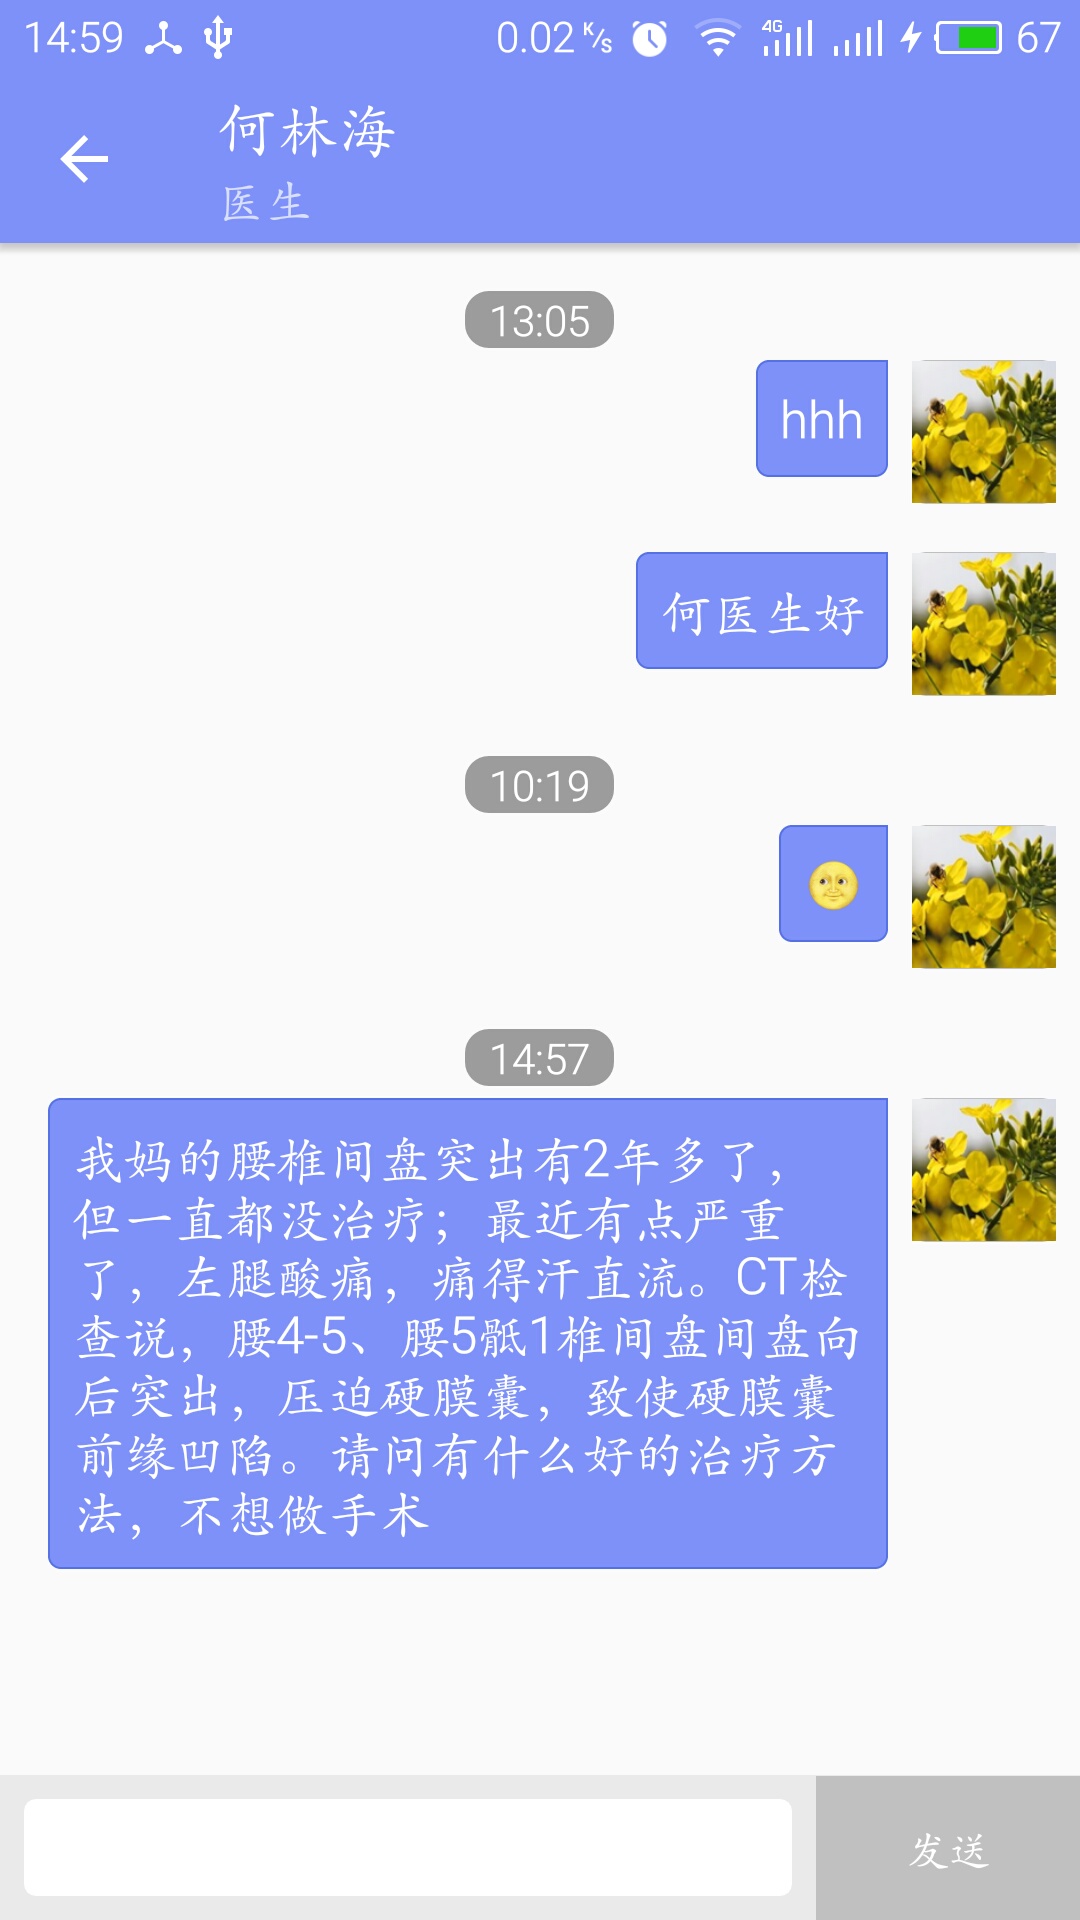 14:59 0.02 K/s 4G 67
何林海
医生
13:05
hhh
何医生好
10:19
🌝
14:57
我妈的腰椎间盘突出有2年多了，
但一直都没治疗；最近有点严重
了，左腿酸痛，痛得汗直流。CT检
查说，腰4-5、腰5骶1椎间盘间盘向
后突出，压迫硬膜囊，致使硬膜囊
前缘凹陷。请问有什么好的治疗方
法，不想做手术
发送